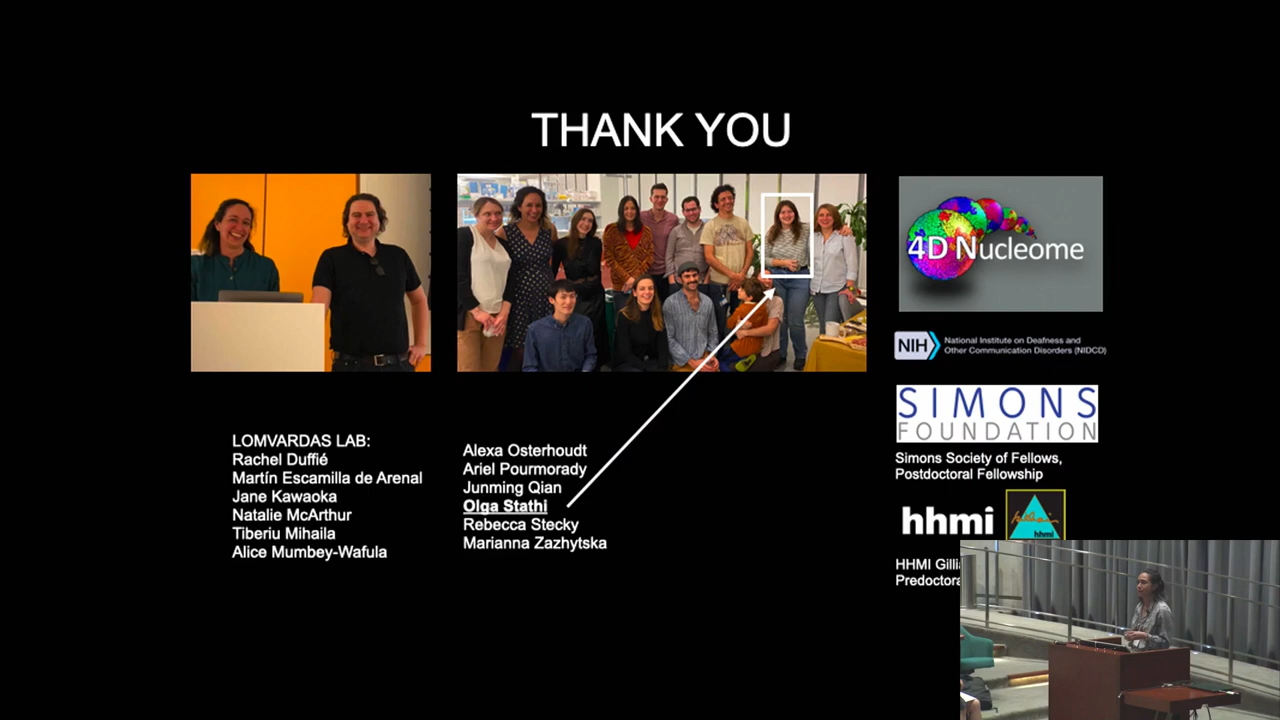 THANK YOU
LOMVARDAS LAB:
Rachel Duffié
Martín Escamilla de Arenal
Jane Kawaoka
Natalie McArthur
Tiberiu Mihaila
Alice Mumbey-Wafula
Alexa Osterhoudt
Ariel Pourmorady
Junming Qian
Olga Stathi
Rebecca Stecky
Marianna Zazhytska
4D Nucleome
NIH
National Institute on Deafness and
Other Communication Disorders (NIDCD)
SIMONS
FOUNDATION
Simons Society of Fellows,
Postdoctoral Fellowship
hhmi
hhmi
HHMI